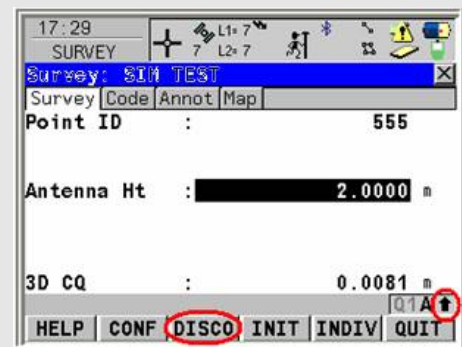 17:29
SURVEY
L1= 7
7 L2= 7
Survey: SIM TEST
Survey Code Annot Map
Point ID : 555
Antenna Ht : 2.0000 m
3D CQ : 0.0081 m
Q1 A
HELP CONF DISCO INIT INDIV QUIT